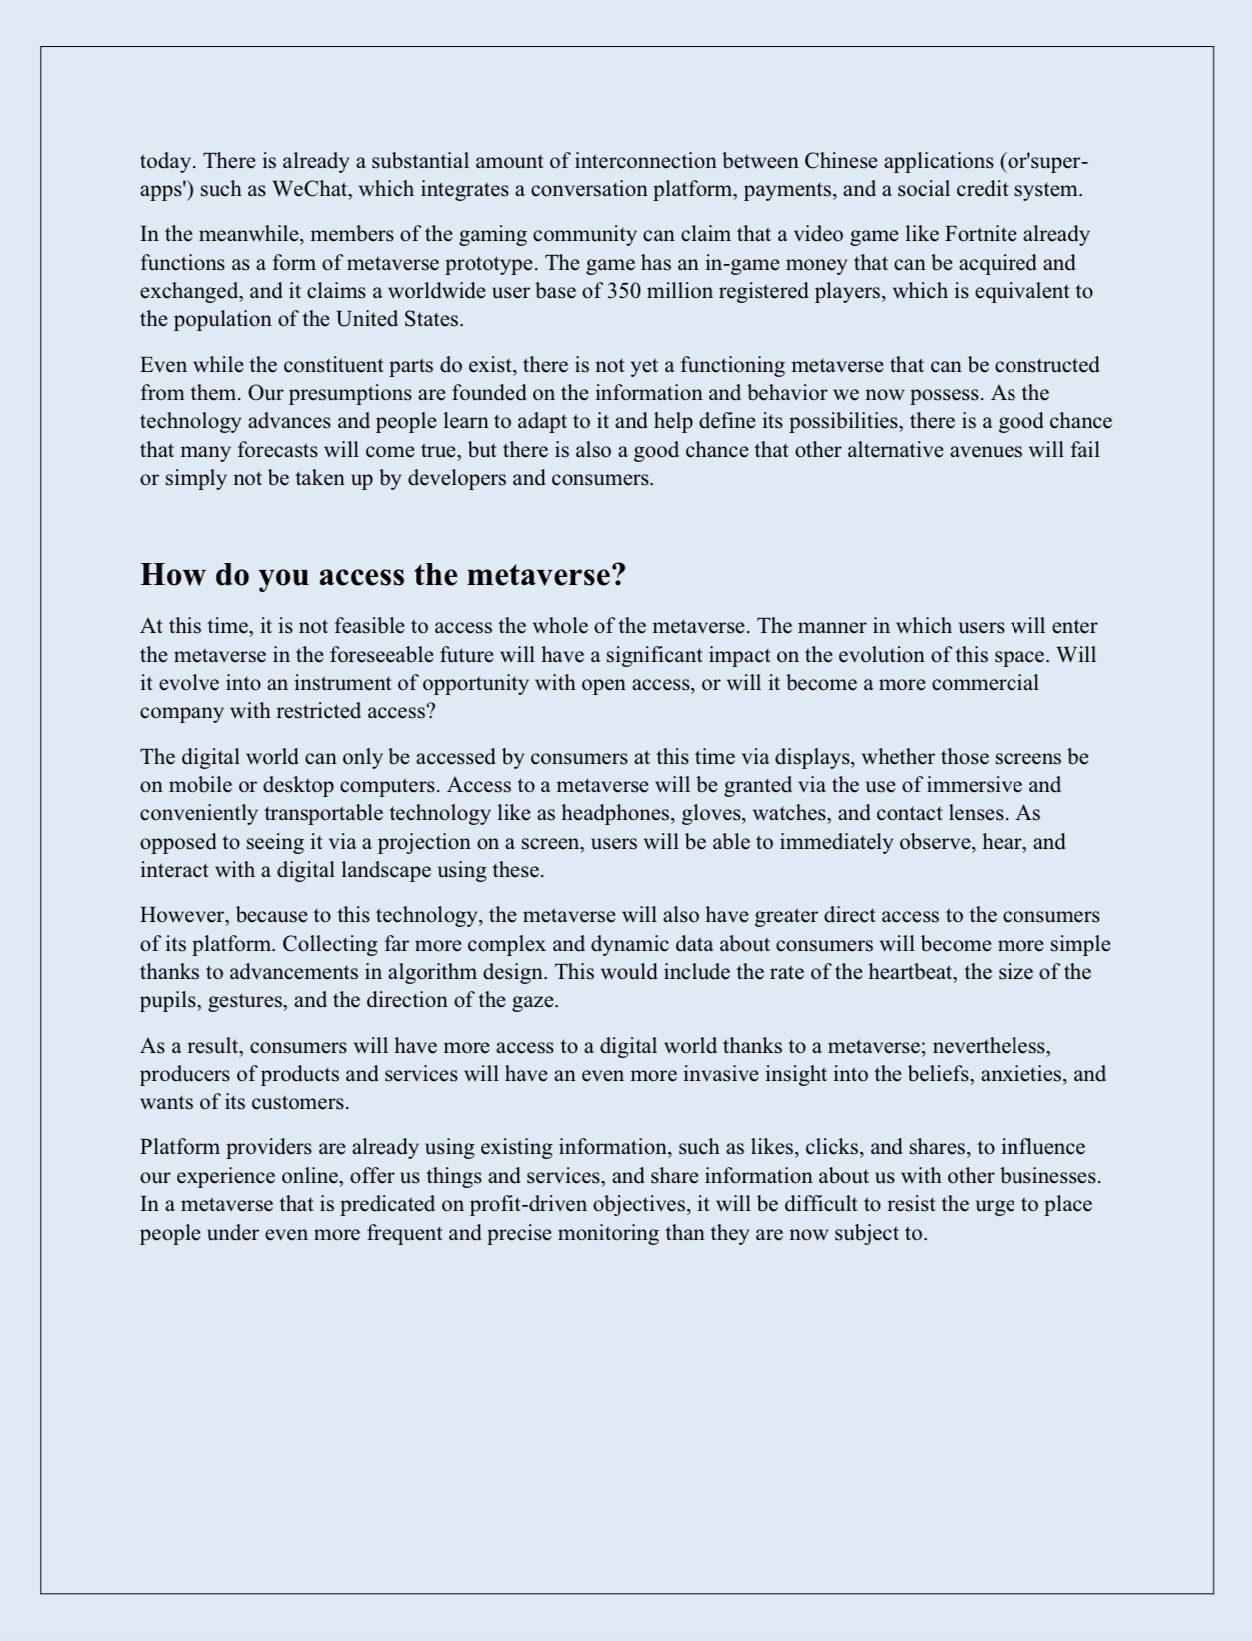 today. There is already a substantial amount of interconnection between Chinese applications (or'super-
apps') such as WeChat, which integrates a conversation platform, payments, and a social credit system.
In the meanwhile, members of the gaming community can claim that a video game like Fortnite already
functions as a form of metaverse prototype. The game has an in-game money that can be acquired and
exchanged, and it claims a worldwide user base of 350 million registered players, which is equivalent to
the population of the United States.
Even while the constituent parts do exist, there is not yet a functioning metaverse that can be constructed
from them. Our presumptions are founded on the information and behavior we now possess. As the
technology advances and people learn to adapt to it and help define its possibilities, there is a good chance
that many forecasts will come true, but there is also a good chance that other alternative avenues will fail
or simply not be taken up by developers and consumers.
How do you access the metaverse?
At this time, it is not feasible to access the whole of the metaverse. The manner in which users will enter
the metaverse in the foreseeable future will have a significant impact on the evolution of this space. Will
it evolve into an instrument of opportunity with open access, or will it become a more commercial
company with restricted access?
The digital world can only be accessed by consumers at this time via displays, whether those screens be
on mobile or desktop computers. Access to a metaverse will be granted via the use of immersive and
conveniently transportable technology like as headphones, gloves, watches, and contact lenses. As
opposed to seeing it via a projection on a screen, users will be able to immediately observe, hear, and
interact with a digital landscape using these.
However, because to this technology, the metaverse will also have greater direct access to the consumers
of its platform. Collecting far more complex and dynamic data about consumers will become more simple
thanks to advancements in algorithm design. This would include the rate of the heartbeat, the size of the
pupils, gestures, and the direction of the gaze.
As a result, consumers will have more access to a digital world thanks to a metaverse; nevertheless,
producers of products and services will have an even more invasive insight into the beliefs, anxieties, and
wants of its customers.
Platform providers are already using existing information, such as likes, clicks, and shares, to influence
our experience online, offer us things and services, and share information about us with other businesses.
In a metaverse that is predicated on profit-driven objectives, it will be difficult to resist the urge to place
people under even more frequent and precise monitoring than they are now subject to.